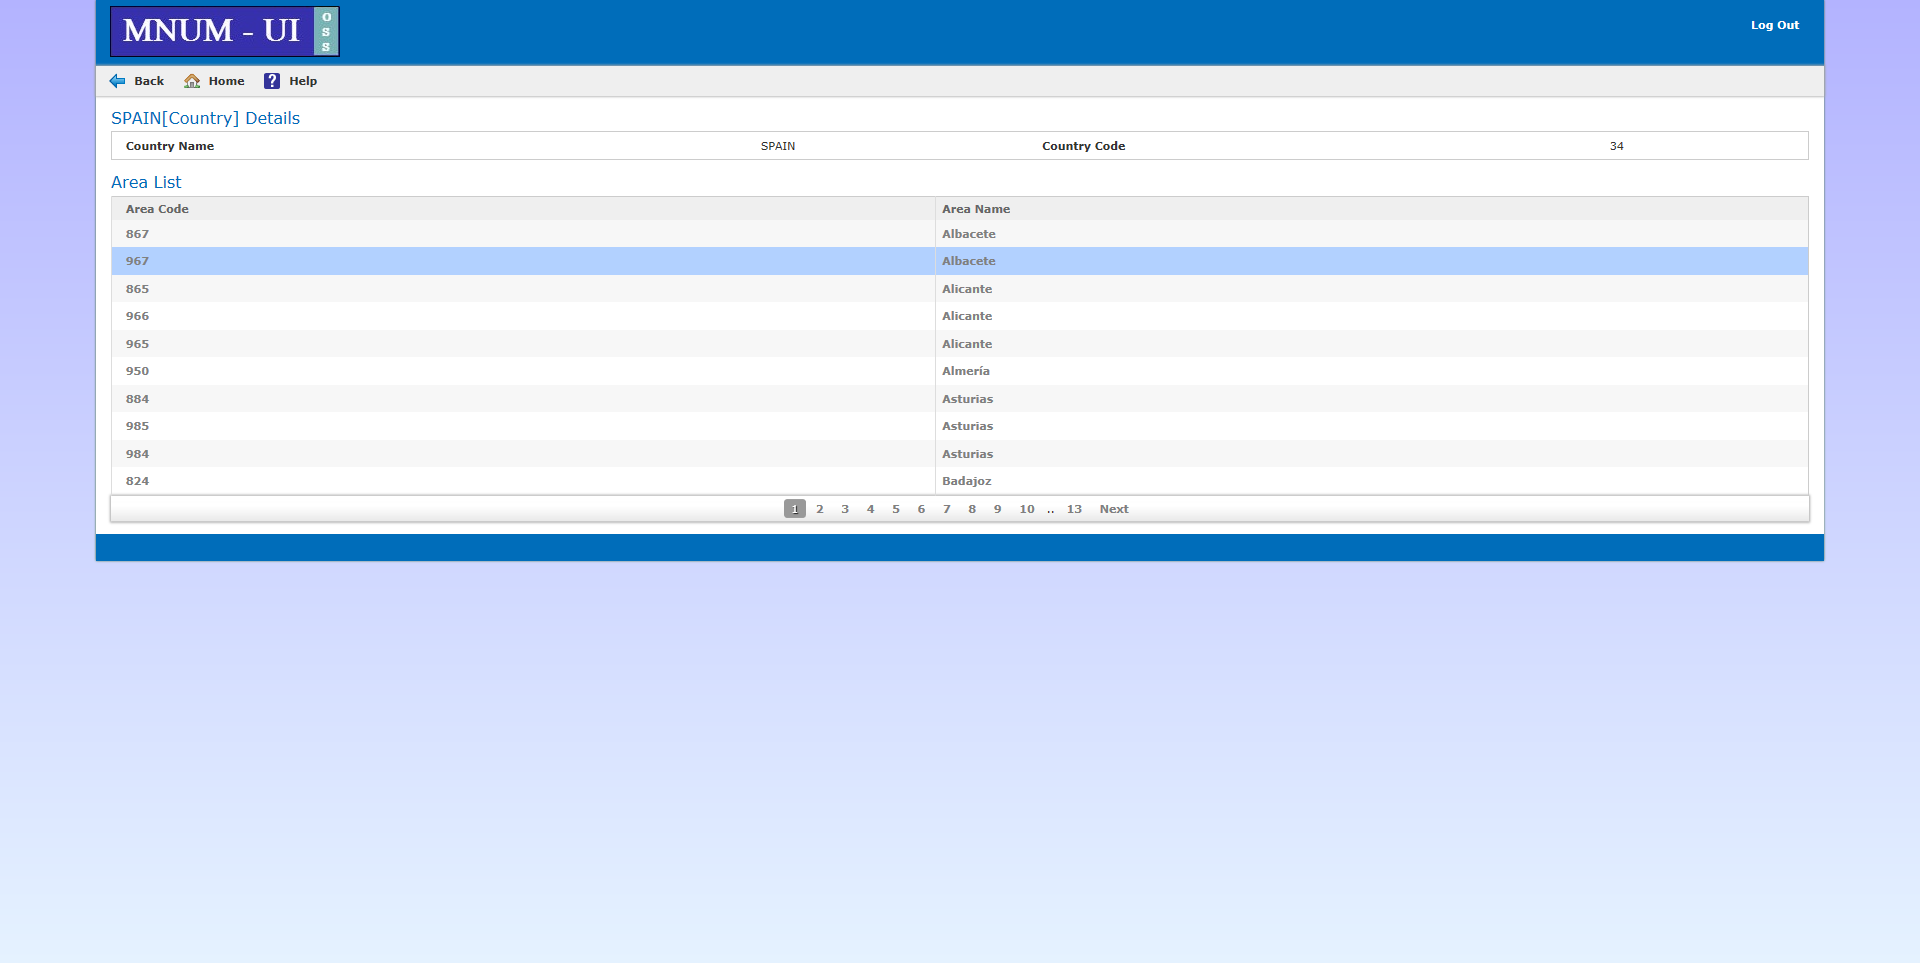 MNUM - UI OSS
Log Out
Back Home Help
SPAIN[Country] Details
Country Name SPAIN Country Code 34
Area List
Area Code Area Name
867 Albacete
967 Albacete
865 Alicante
966 Alicante
965 Alicante
950 Almería
884 Asturias
985 Asturias
984 Asturias
824 Badajoz
1 2 3 4 5 6 7 8 9 10 .. 13 Next